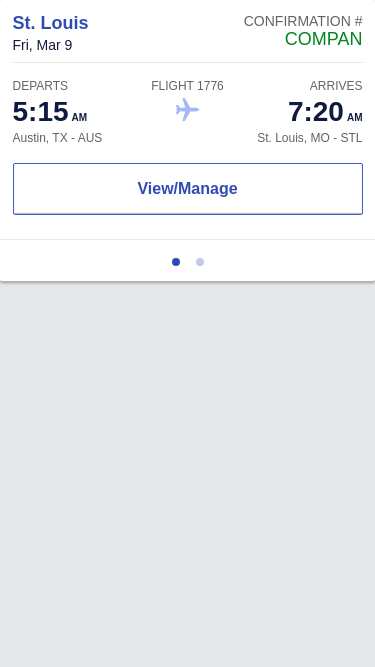 St. Louis
CONFIRMATION #
Fri, Mar 9
COMPAN
DEPARTS
FLIGHT 1776
ARRIVES
5:15 AM
7:20 AM
Austin, TX - AUS
St. Louis, MO - STL
View/Manage